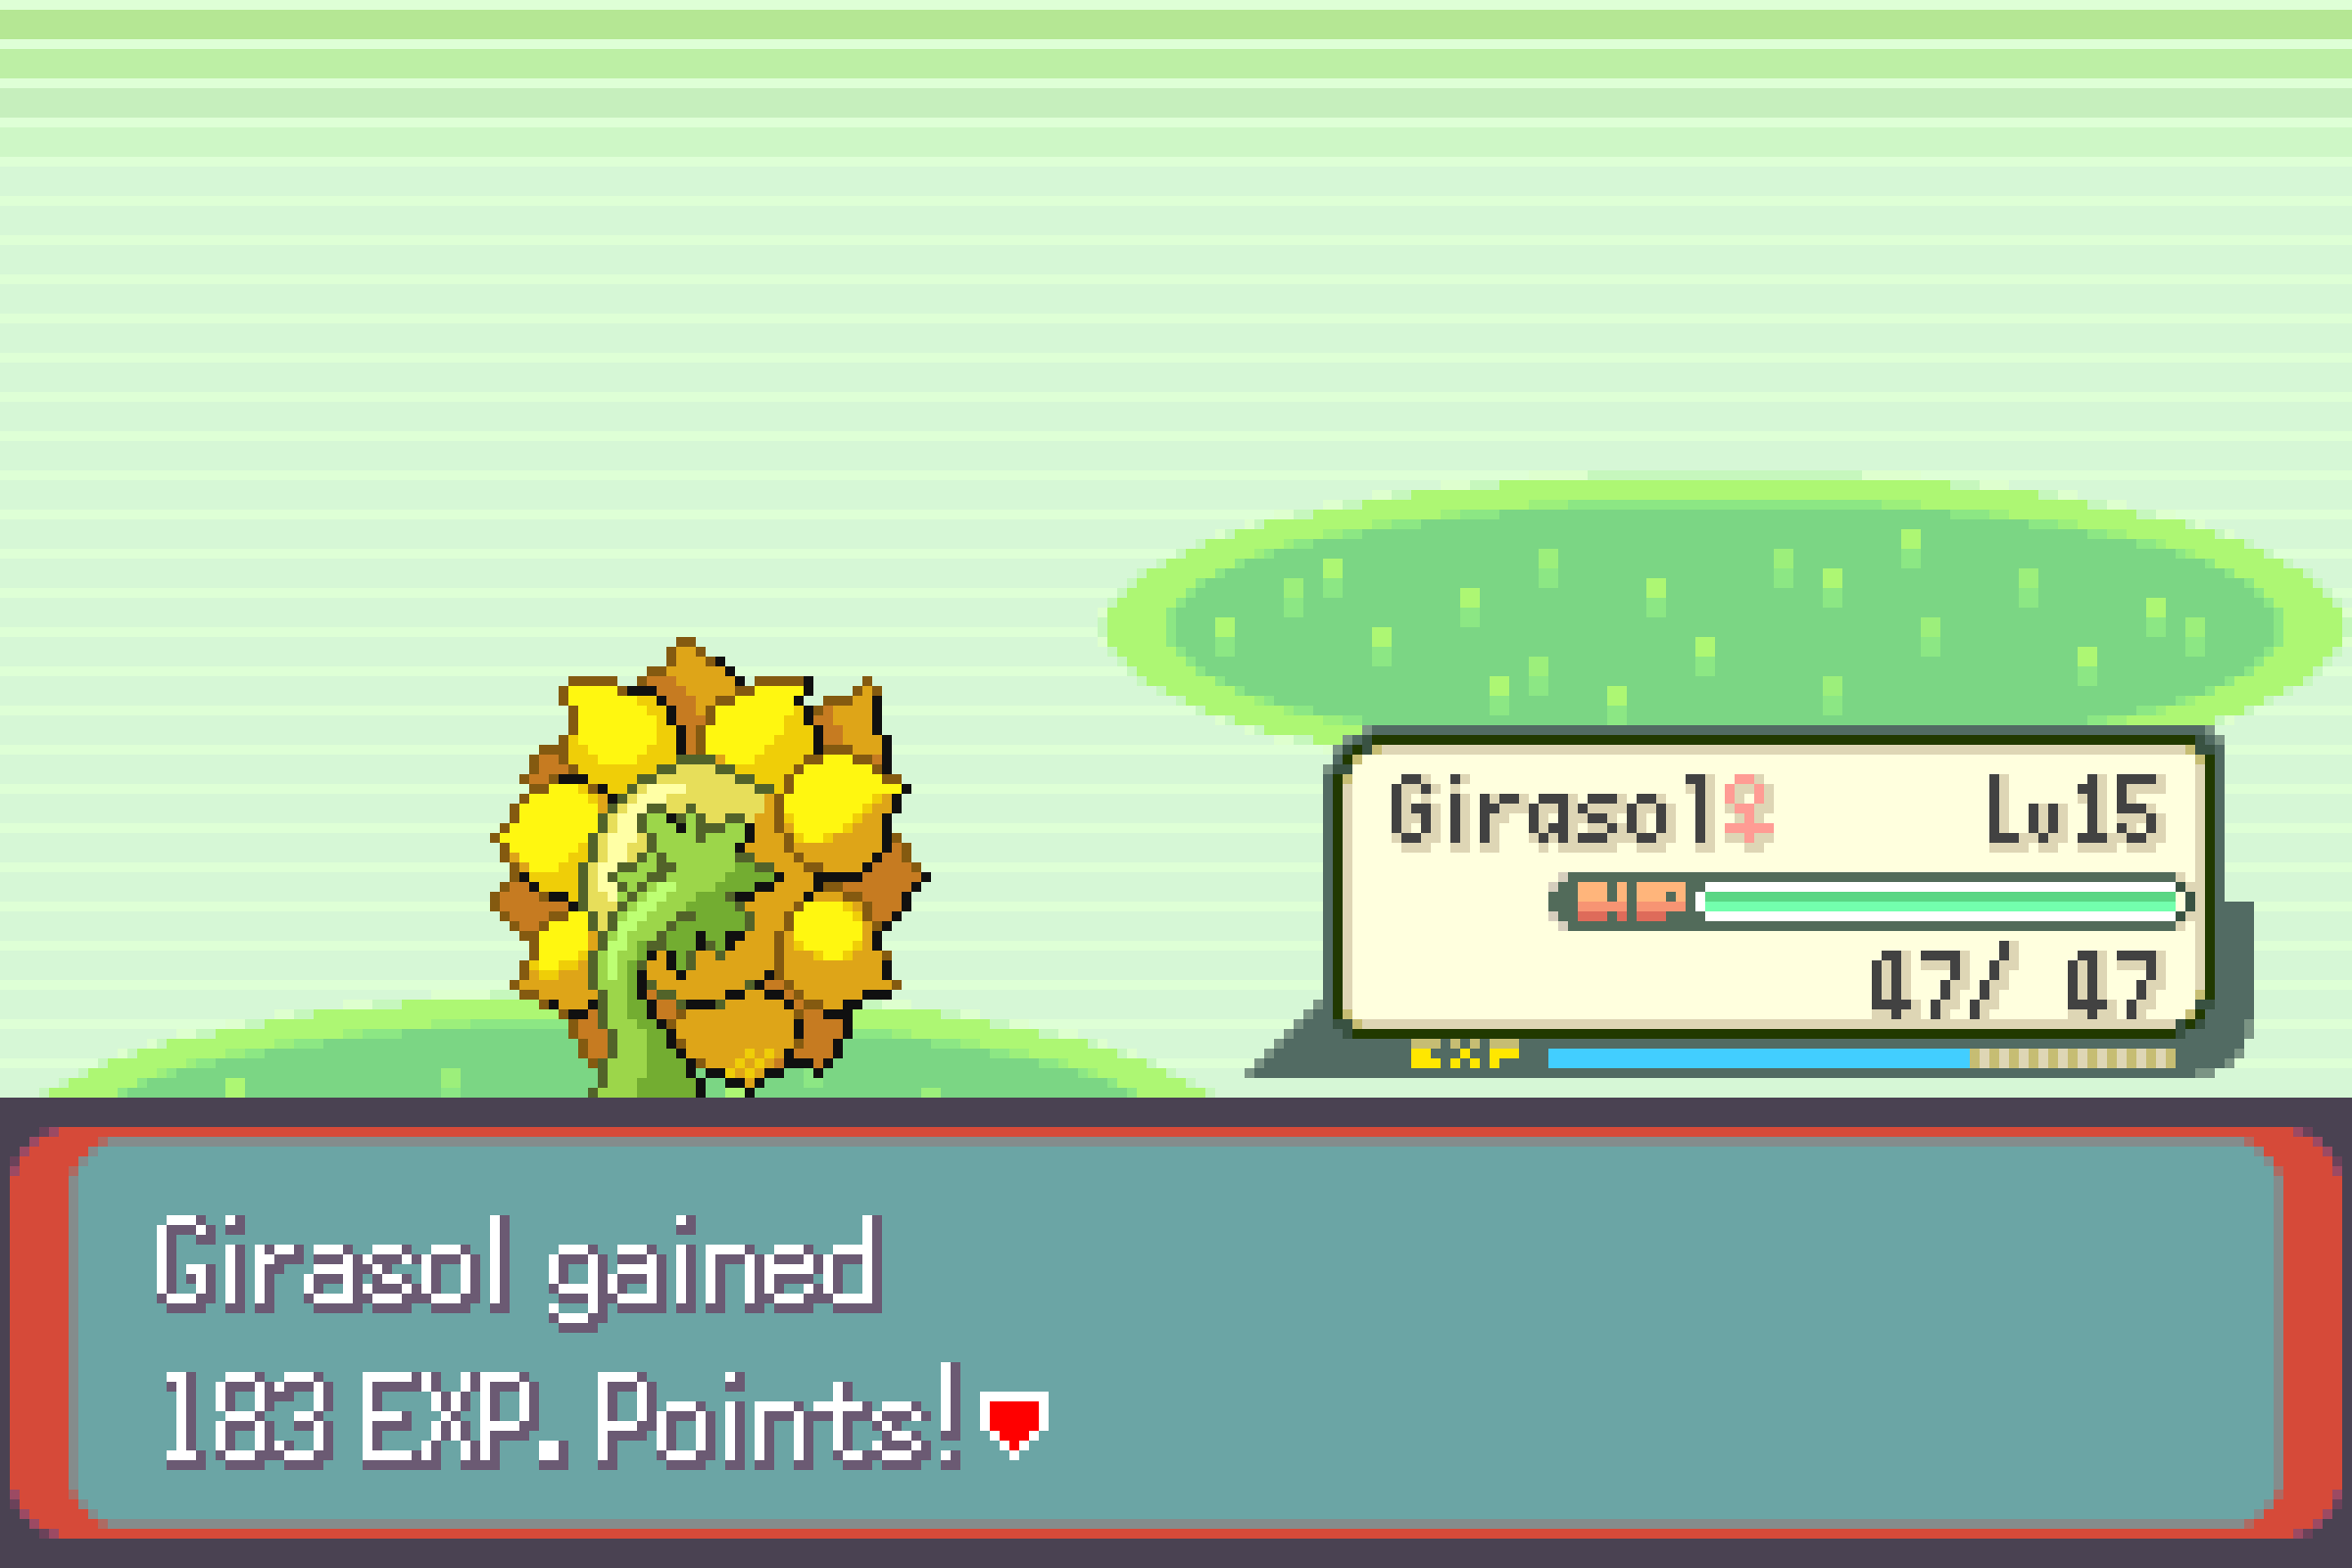 Girasol♀ Lv15
HP
47/ 47
EXP
Girasol gained
183 EXP. Points!